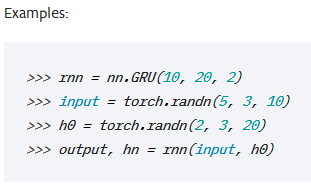 Examples:
>>> rnn = nn.GRU(10, 20, 2)
>>> input = torch.randn(5, 3, 10)
>>> h0 = torch.randn(2, 3, 20)
>>> output, hn = rnn(input, h0)